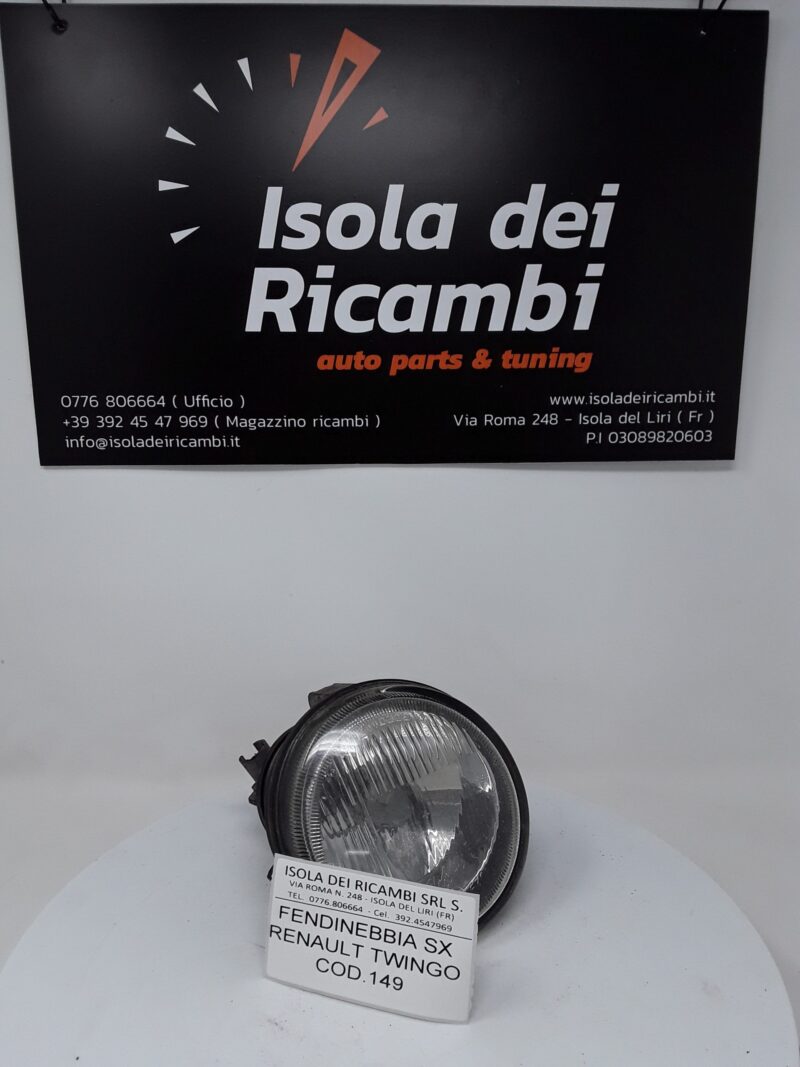 Isola dei
Ricambi
auto parts & tuning
0776 806664 ( Ufficio )
+39 392 45 47 969 ( Magazzino ricambi )
info@isoladeiricambi.it
www.isoladeiricambi.it
Via Roma 248 - Isola del Liri ( Fr )
P.I 03089820603
ISOLA DEI RICAMBI SRL S.
VIA ROMA N. 248 - ISOLA DEL LIRI (FR)
TEL. 0776.806664 - Cel. 392.4547969
FENDINEBBIA SX
RENAULT TWINGO
COD.149